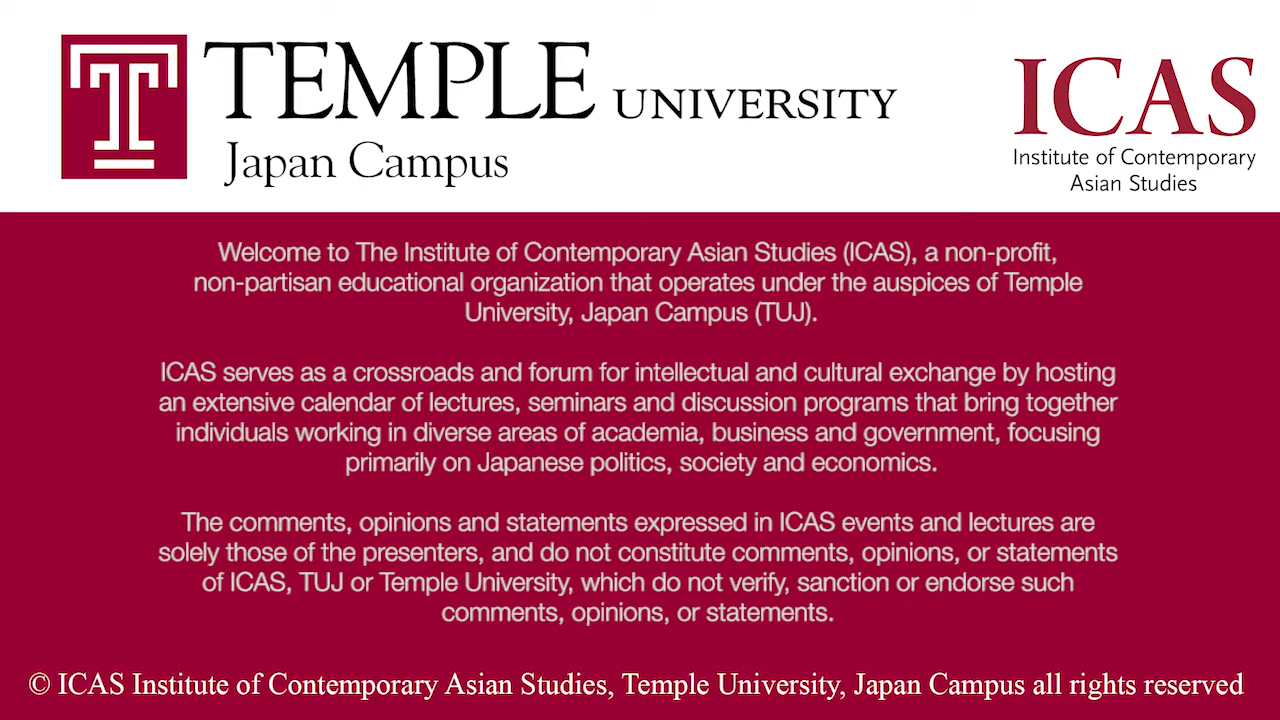 TEMPLE UNIVERSITY
Japan Campus
ICAS
Institute of Contemporary
Asian Studies
Welcome to The Institute of Contemporary Asian Studies (ICAS), a non-profit,
non-partisan educational organization that operates under the auspices of Temple
University, Japan Campus (TUJ).
ICAS serves as a crossroads and forum for intellectual and cultural exchange by hosting
an extensive calendar of lectures, seminars and discussion programs that bring together
individuals working in diverse areas of academia, business and government, focusing
primarily on Japanese politics, society and economics.
The comments, opinions and statements expressed in ICAS events and lectures are
solely those of the presenters, and do not constitute comments, opinions, or statements
of ICAS, TUJ or Temple University, which do not verify, sanction or endorse such
comments, opinions, or statements.
© ICAS Institute of Contemporary Asian Studies, Temple University, Japan Campus all rights reserved